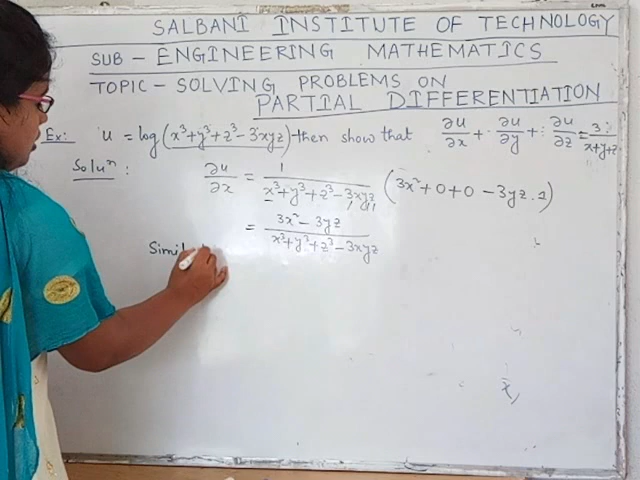 SALBANI INSTITUTE OF TECHNOLOGY
SUB - ENGINEERING MATHEMATICS
TOPIC - SOLVING PROBLEMS ON
PARTIAL DIFFERENTIATION
Ex: u = log(x³+y³+z³-3xyz) then show that ∂u/∂x + ∂u/∂y + ∂u/∂z = 3/x+y+z
Soluⁿ: ∂u/∂x = 1/x³+y³+z³-3xyz (3x²+0+0-3yz.1)
= 3x²-3yz/x³+y³+z³-3xyz
Simil